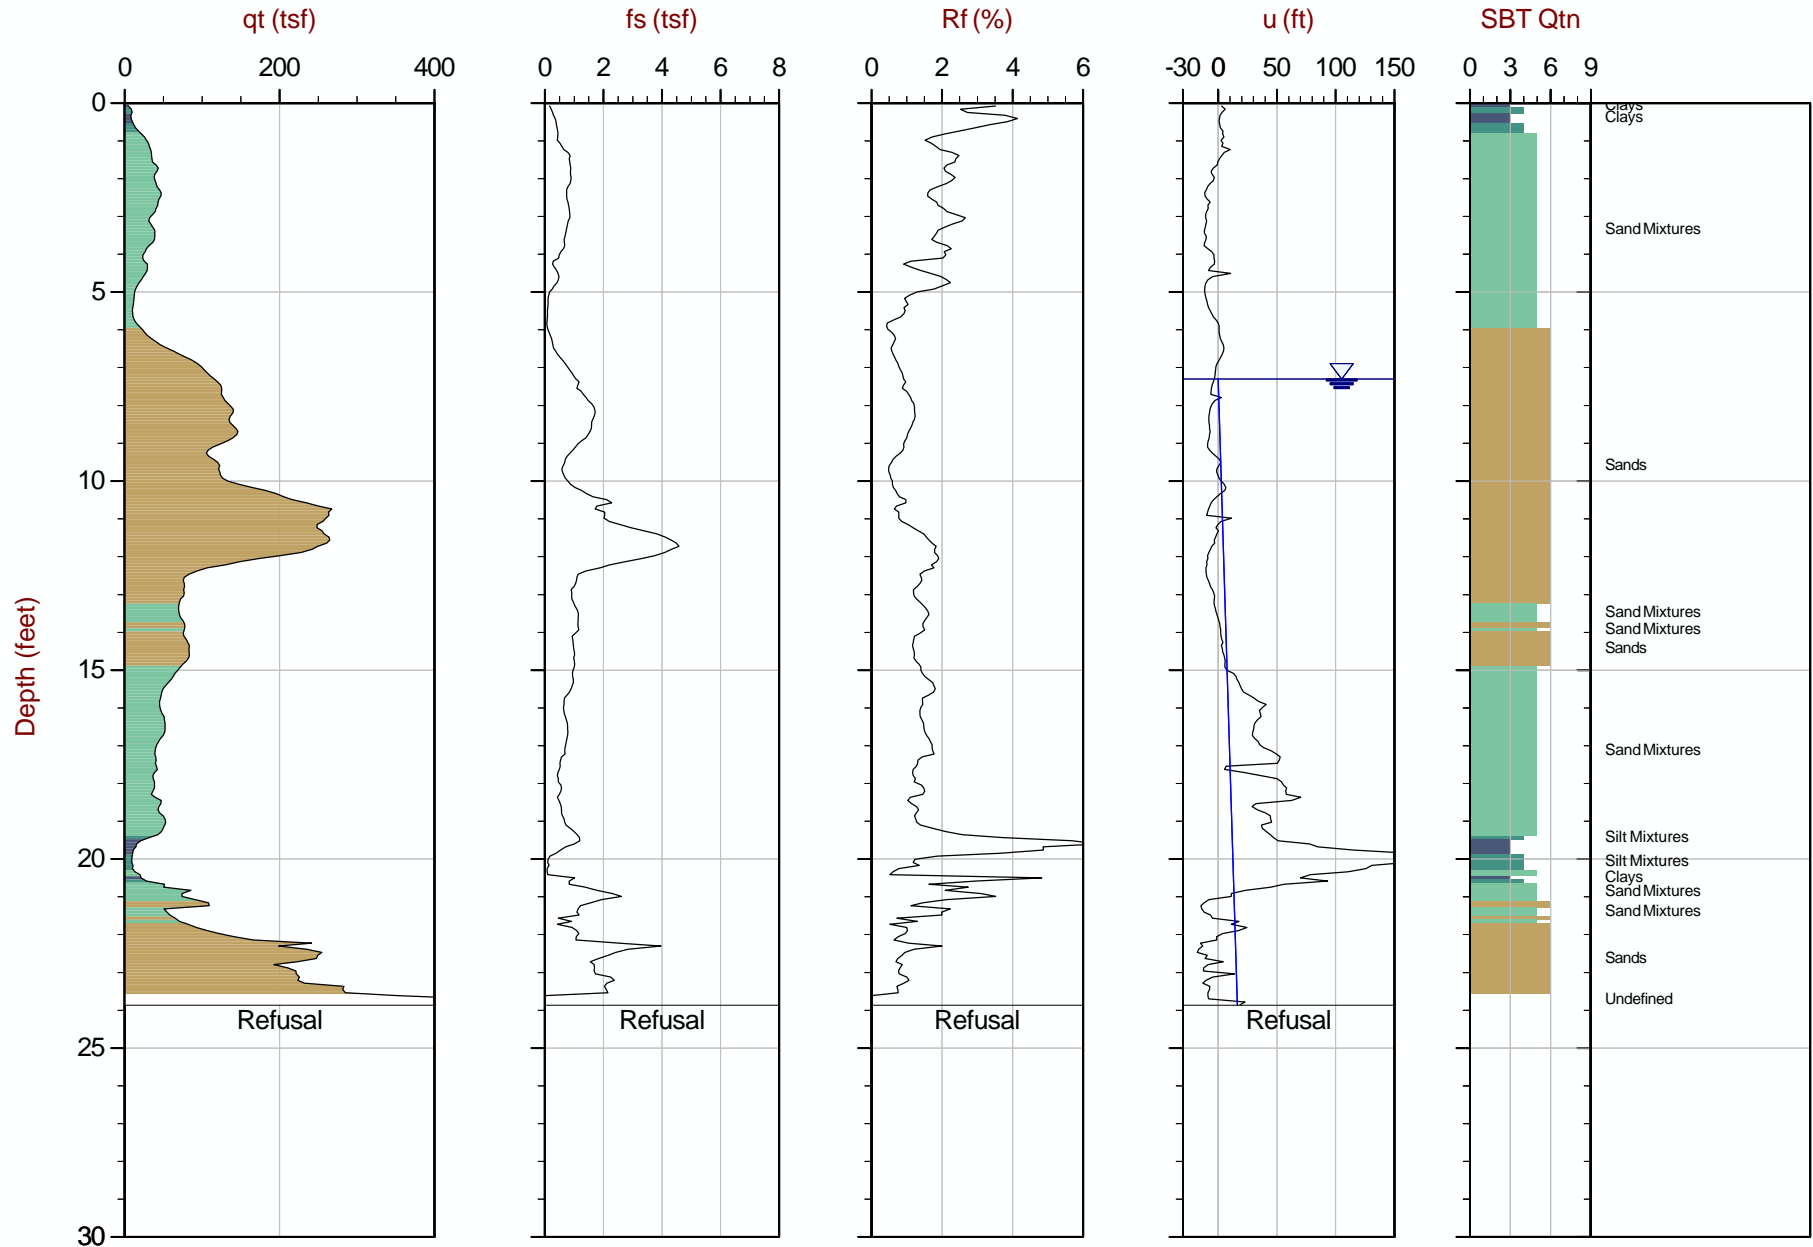 qt (tsf) fs (tsf) Rf (%) u (ft) SBT Qtn
0 200 400 0 2 4 6 8 0 2 4 6 -30 0 50 100 150 0 3 6 9
0
Clays
Clays
Sand Mixtures
5
Sands
10
Sand Mixtures
Sand Mixtures
Sands
Depth (feet)
15
Sand Mixtures
Silt Mixtures
20
Silt Mixtures
Clays
Sand Mixtures
Sand Mixtures
Sands
Undefined
Refusal Refusal Refusal Refusal
25
30